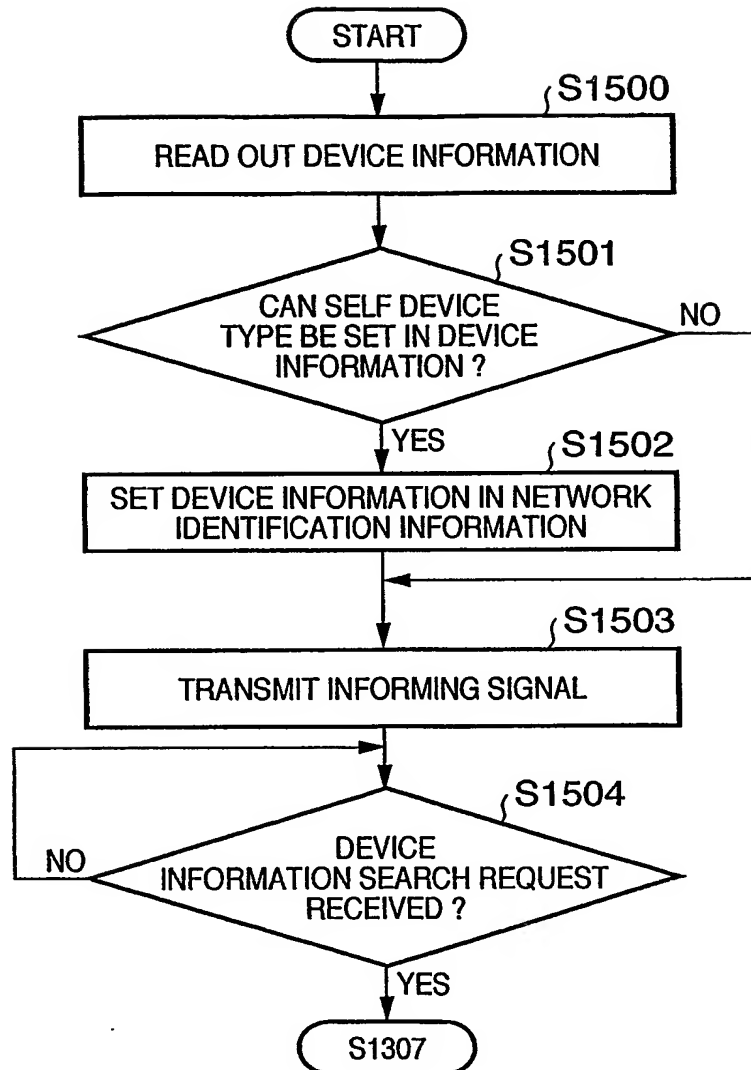 START
S1500
READ OUT DEVICE INFORMATION
S1501
CAN SELF DEVICE
TYPE BE SET IN DEVICE
INFORMATION ?
NO
YES
S1502
SET DEVICE INFORMATION IN NETWORK
IDENTIFICATION INFORMATION
S1503
TRANSMIT INFORMING SIGNAL
S1504
DEVICE
INFORMATION SEARCH REQUEST
RECEIVED ?
NO
YES
S1307